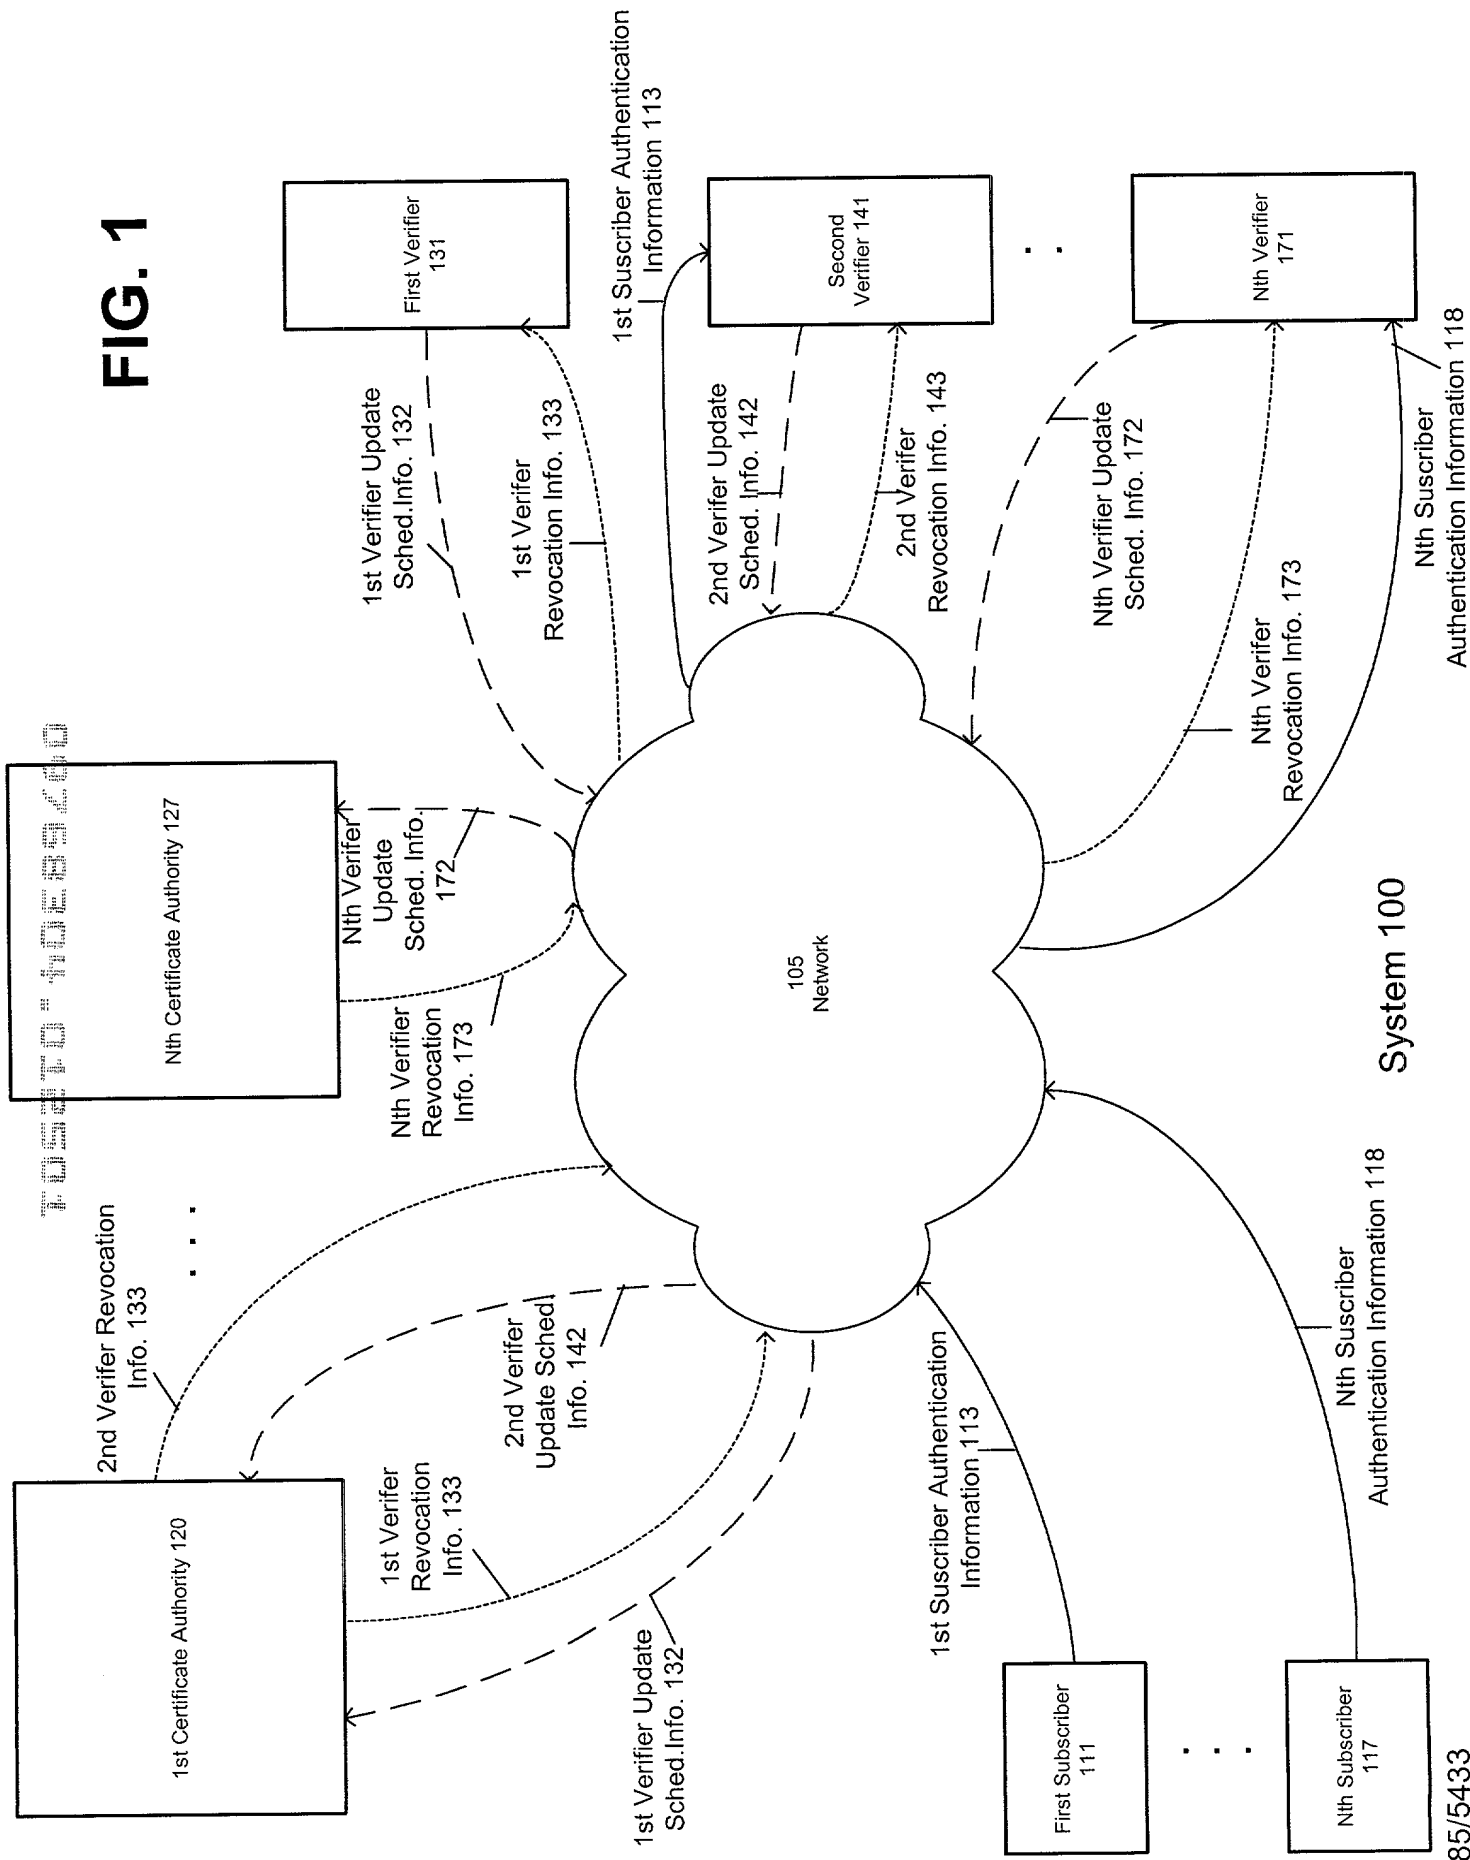 FIG. 1
1st Certificate Authority 120
2nd Verifer Revocation
Info. 133
. . .
Nth Certificate Authority 127
1st Verifer
Revocation
Info. 133
2nd Verifer
Update Sched.
Info. 142
1st Verifier Update
Sched.Info. 132
Nth Verifier
Revocation
Info. 173
Nth Verifer
Update
Sched. Info.
172
1st Verifier Update
Sched.Info. 132
1st Verifer
Revocation Info. 133
First Verifier
131
1st Suscriber Authentication
Information 113
2nd Verifer Update
Sched. Info. 142
2nd Verifer
Revocation Info. 143
Second
Verifier 141
. .
105
Network
Nth Verifier Update
Sched. Info. 172
Nth Verifer
Revocation Info. 173
Nth Verifier
171
Nth Suscriber
Authentication Information 118
1st Suscriber Authentication
Information 113
First Subscriber
111
. . .
Nth Subscriber
117
Nth Suscriber
Authentication Information 118
System 100
85/5433